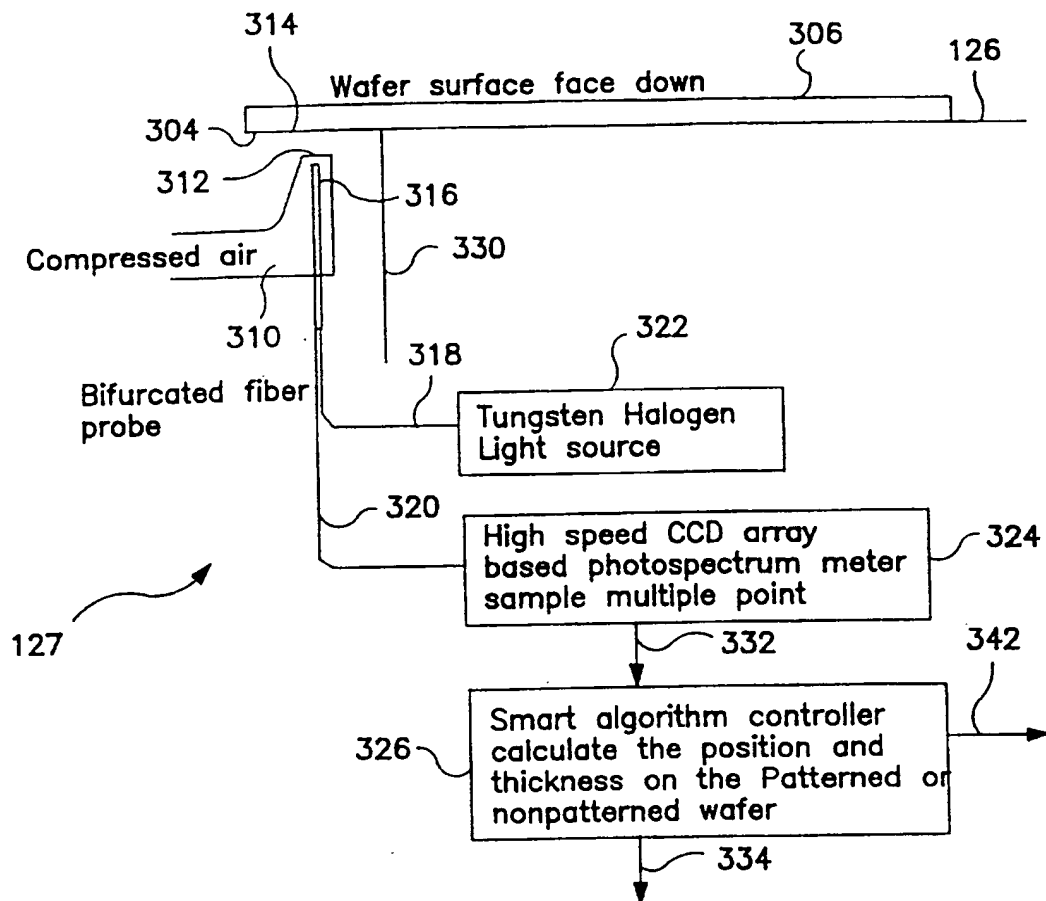 314
306
126
Wafer surface face down
304
312
316
Compressed air
330
310
322
318
Bifurcated fiber
probe
Tungsten Halogen
Light source
320
High speed CCD array
based photospectrum meter
sample multiple point
324
127
332
342
326
Smart algorithm controller
calculate the position and
thickness on the Patterned or
nonpatterned wafer
334